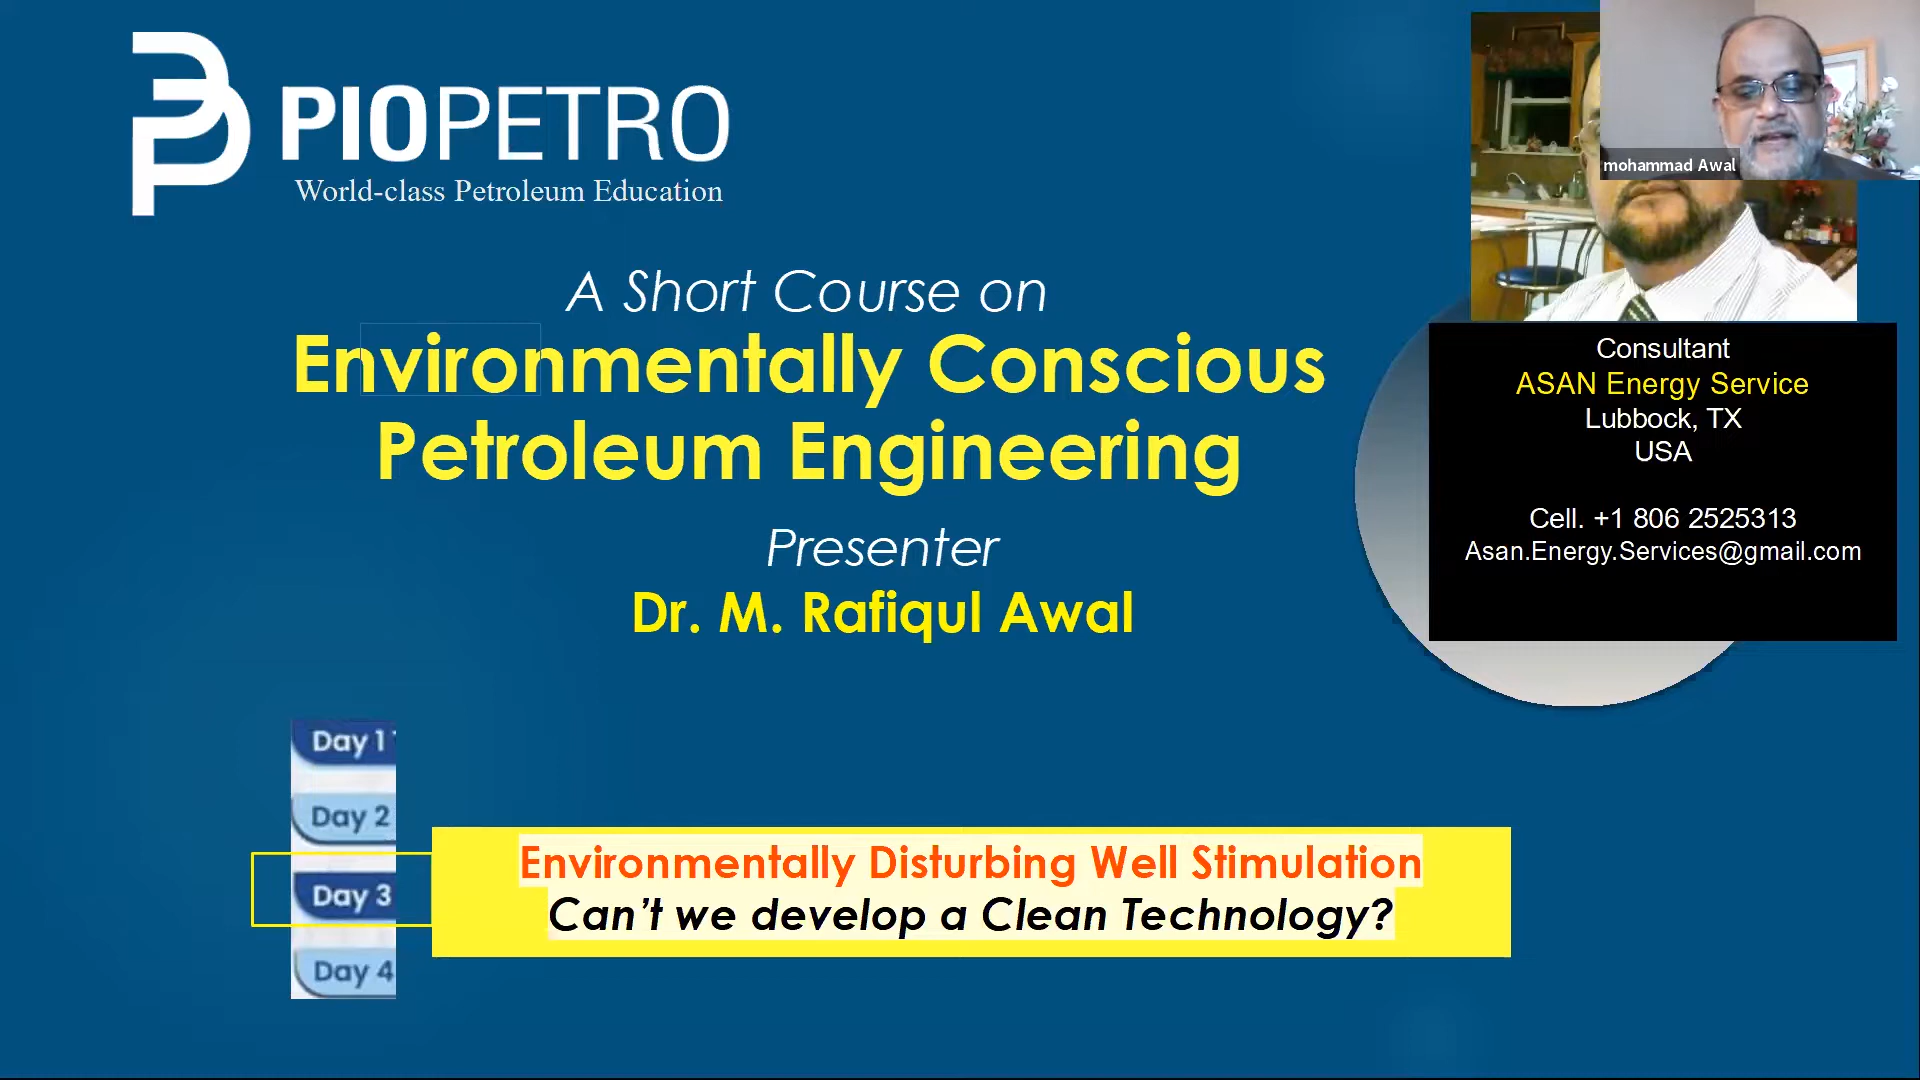 PIOPETRO
World-class Petroleum Education
mohammad Awal
A Short Course on
Environmentally Conscious
Petroleum Engineering
Presenter
Dr. M. Rafiqul Awal
Consultant
ASAN Energy Service
Lubbock, TX
USA
Cell. +1 806 2525313
Asan.Energy.Services@gmail.com
Day 1
Day 2
Day 3
Day 4
Environmentally Disturbing Well Stimulation
Can't we develop a Clean Technology?